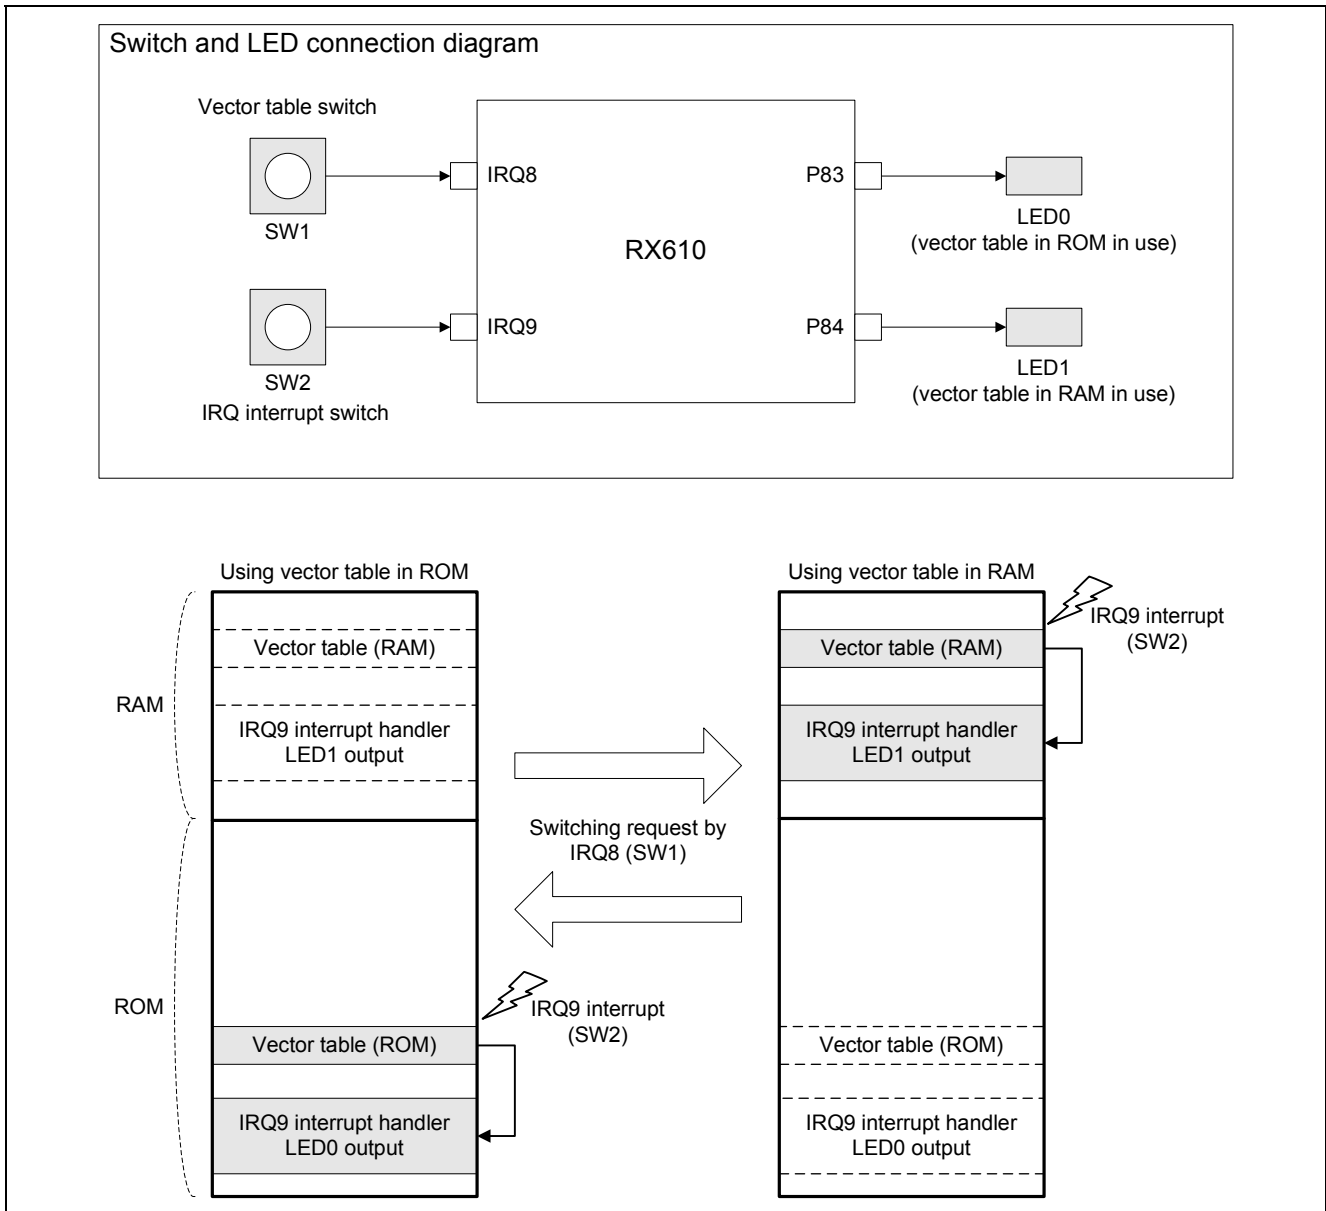 Switch and LED connection diagram
Vector table switch
SW1
IRQ8
P83
LED0
(vector table in ROM in use)
RX610
SW2
IRQ interrupt switch
IRQ9
P84
LED1
(vector table in RAM in use)
Using vector table in ROM
RAM
Vector table (RAM)
IRQ9 interrupt handler
LED1 output
ROM
Vector table (ROM)
IRQ9 interrupt handler
LED0 output
IRQ9 interrupt
(SW2)
Switching request by
IRQ8 (SW1)
Using vector table in RAM
IRQ9 interrupt
(SW2)
Vector table (RAM)
IRQ9 interrupt handler
LED1 output
Vector table (ROM)
IRQ9 interrupt handler
LED0 output